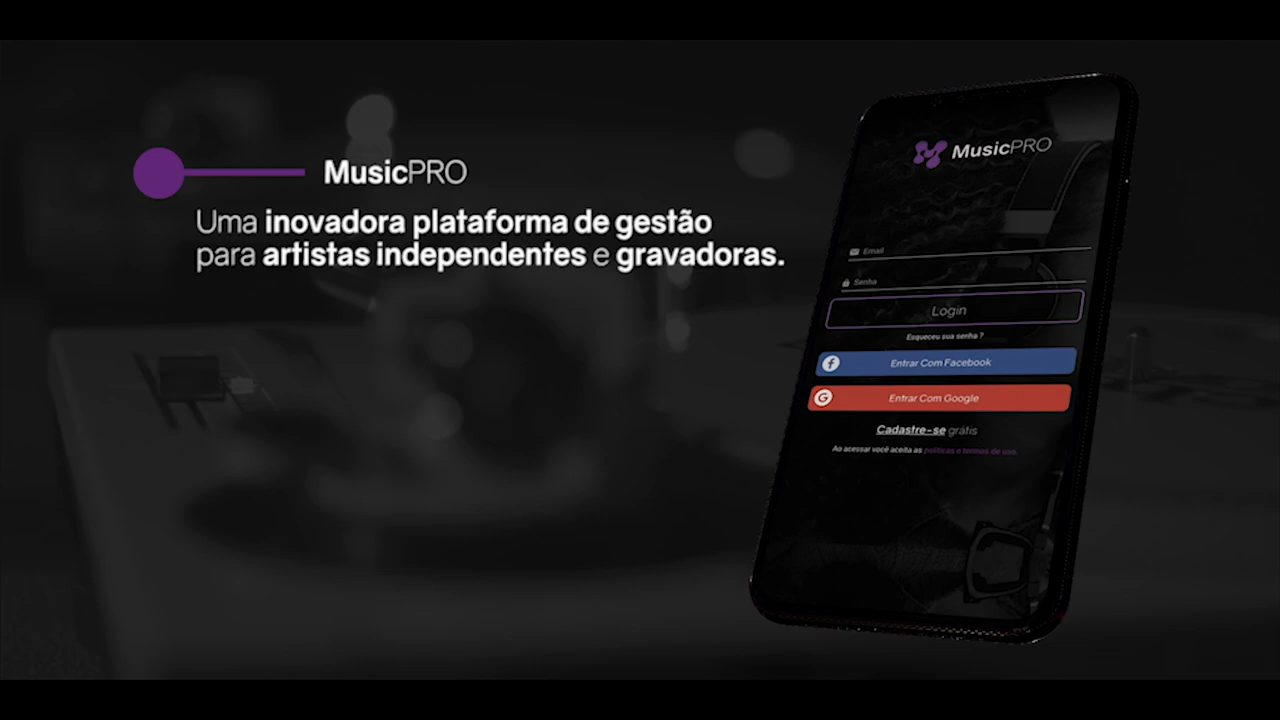 MusicPRO
Uma inovadora plataforma de gestão
para artistas independentes e gravadoras.
MusicPRO
Email
Senha
Login
Esqueceu sua senha ?
Entrar Com Facebook
Entrar Com Google
Cadastre-se grátis
Ao acessar você aceita as políticas e termos de uso.